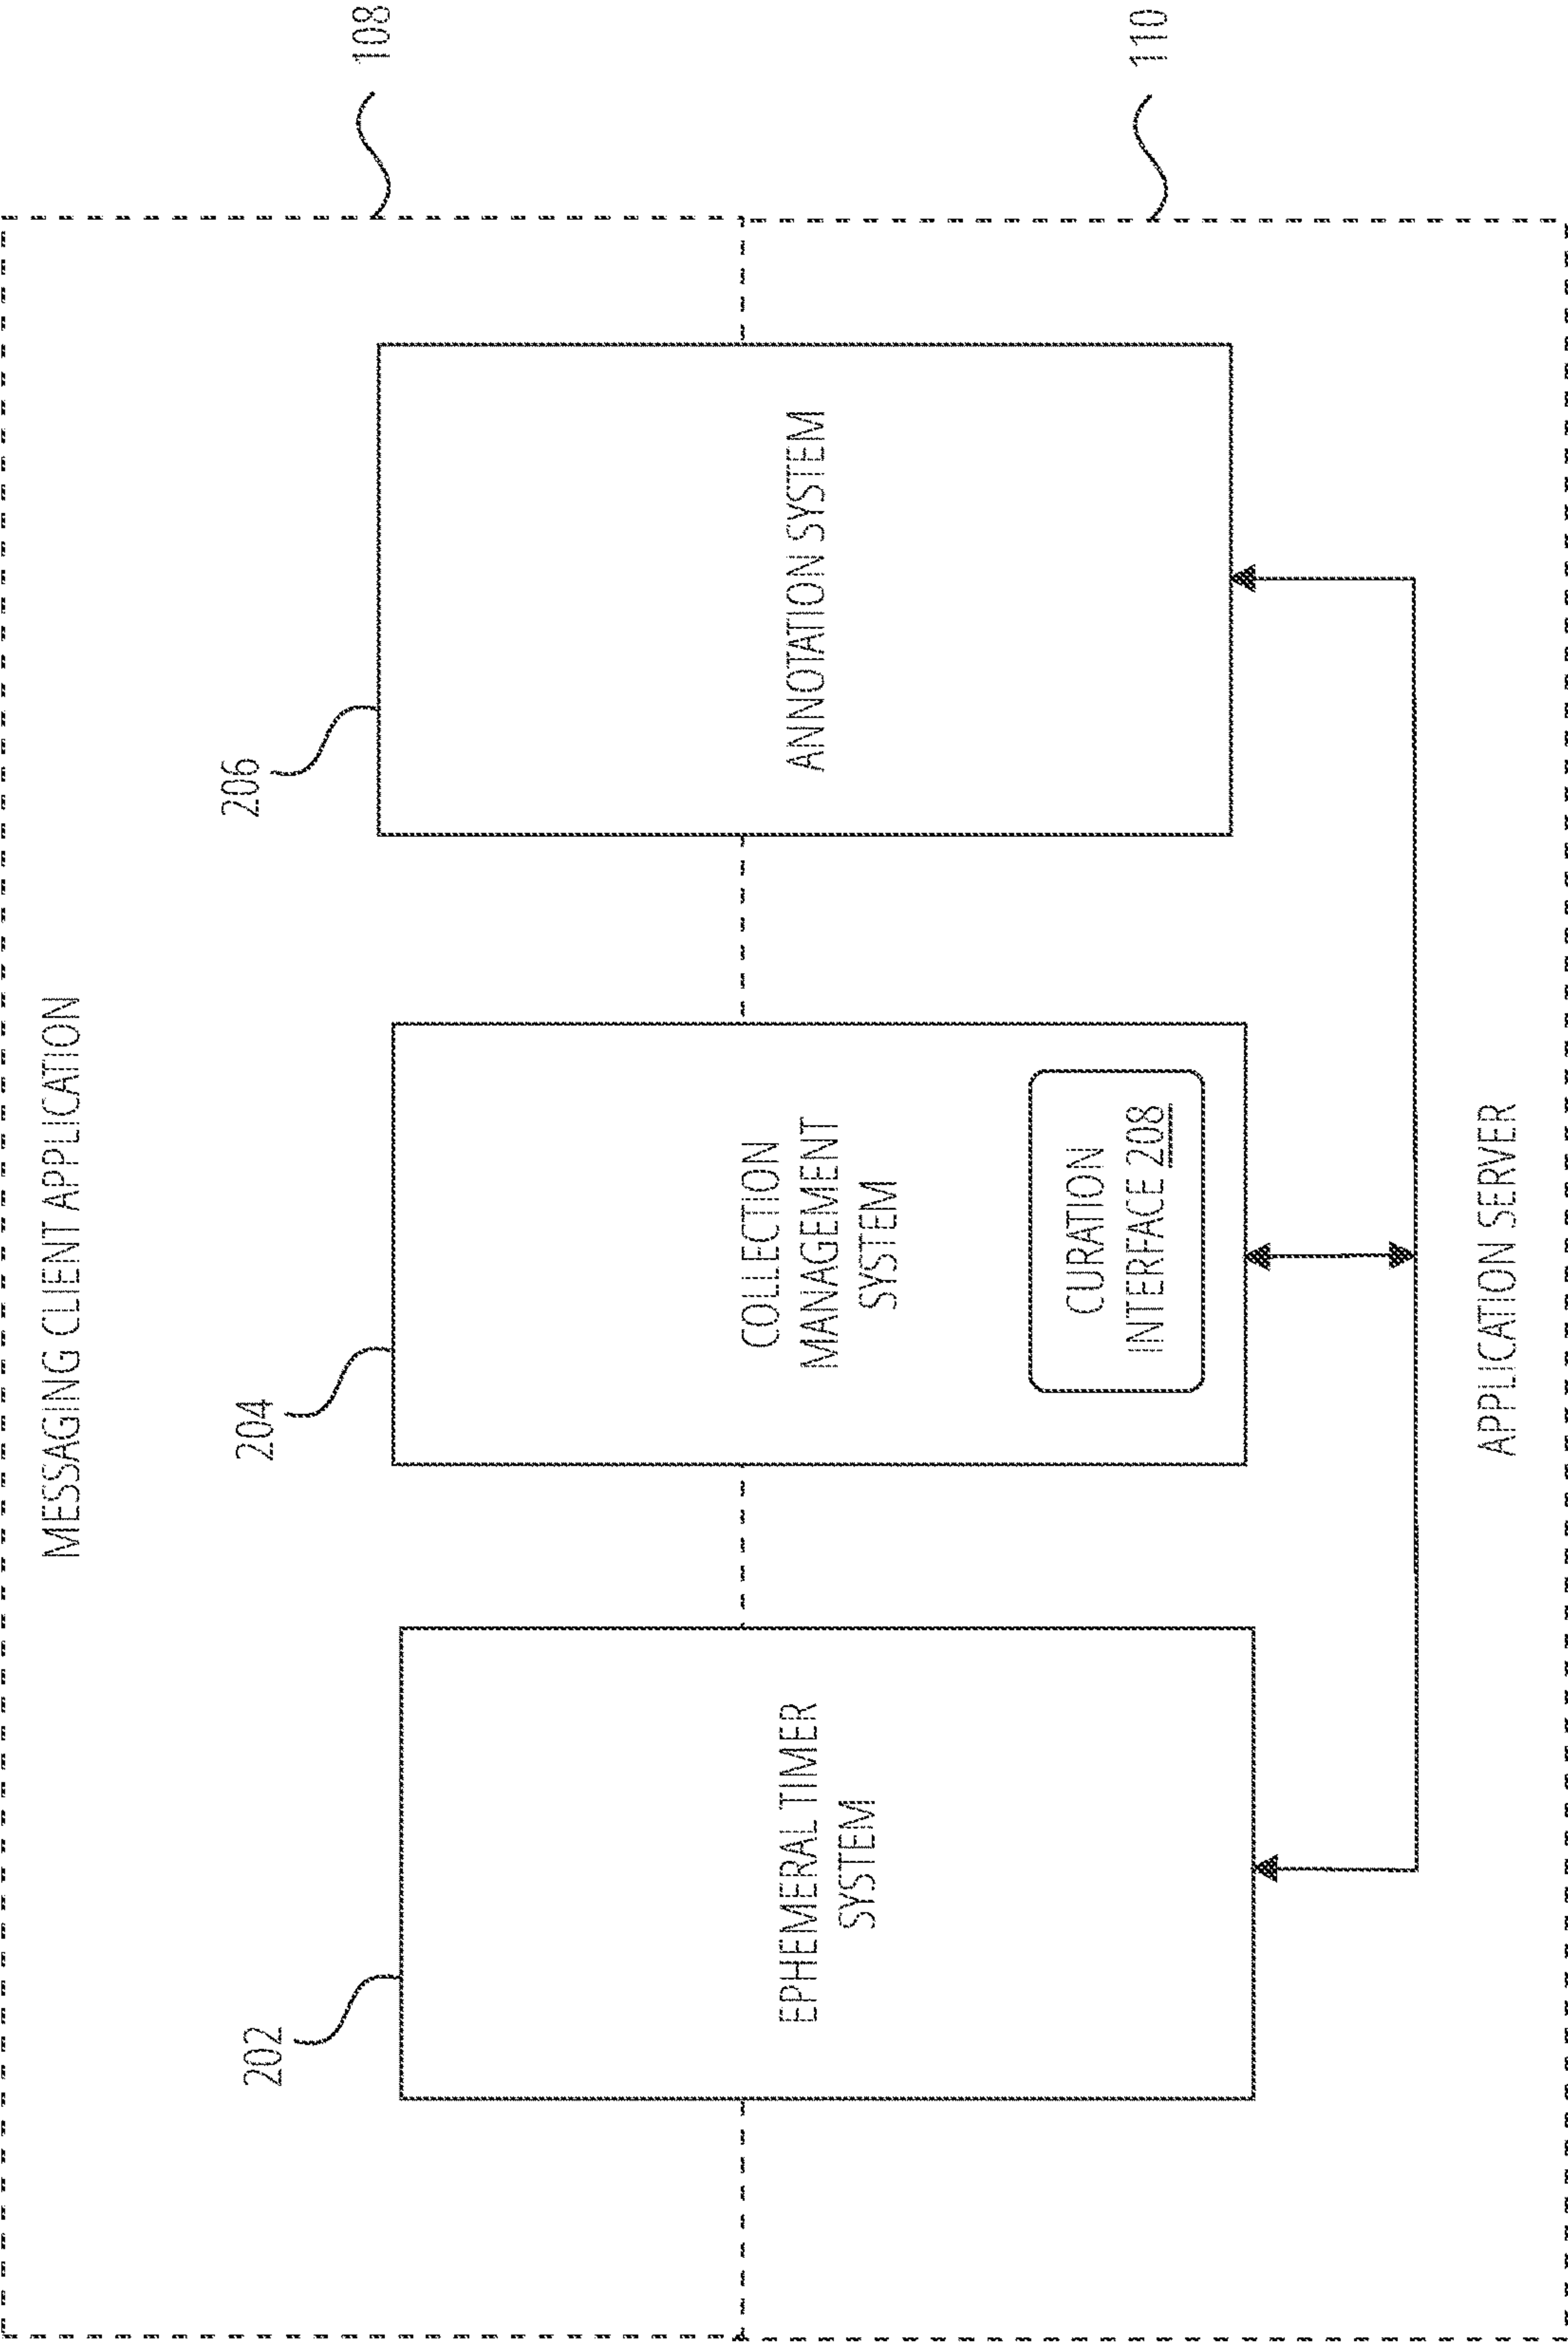 MESSAGING CLIENT APPLICATION
108
202
204
206
EPHEMERAL TIMER
SYSTEM
COLLECTION
MANAGEMENT
SYSTEM
CURATION
INTERFACE 208
ANNOTATION SYSTEM
110
APPLICATION SERVER